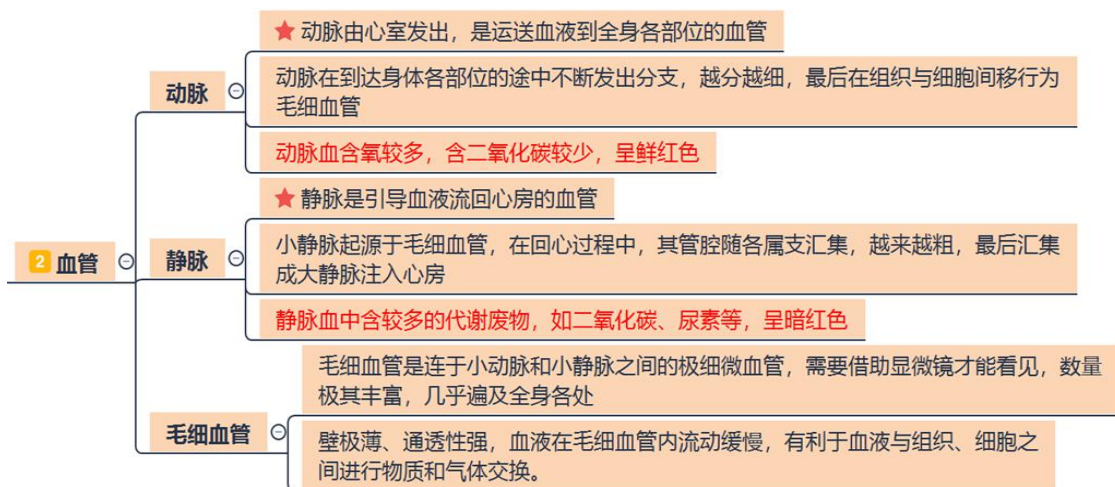 ★ 动脉由心室发出，是运送血液到全身各部位的血管
动脉在到达身体各部位的途中不断发出分支，越分越细，最后在组织与细胞间移行为
毛细血管
动脉
动脉血含氧较多，含二氧化碳较少，呈鲜红色
★ 静脉是引导血液流回心房的血管
2 血管
静脉
小静脉起源于毛细血管，在回心过程中，其管腔随各属支汇集，越来越粗，最后汇集
成大静脉注入心房
静脉血中含较多的代谢废物，如二氧化碳、尿素等，呈暗红色
毛细血管是连于小动脉和小静脉之间的极细微血管，需要借助显微镜才能看见，数量
极其丰富，几乎遍及全身各处
毛细血管
壁极薄、通透性强，血液在毛细血管内流动缓慢，有利于血液与组织、细胞之
间进行物质和气体交换。